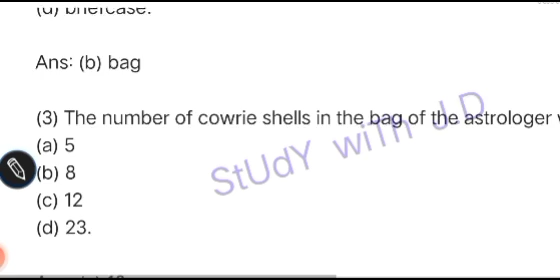 (d) briefcase.
Ans: (b) bag
(3) The number of cowrie shells in the bag of the astrologer
(a) 5
(b) 8
(c) 12
(d) 23.
StUdY wiTh J.D